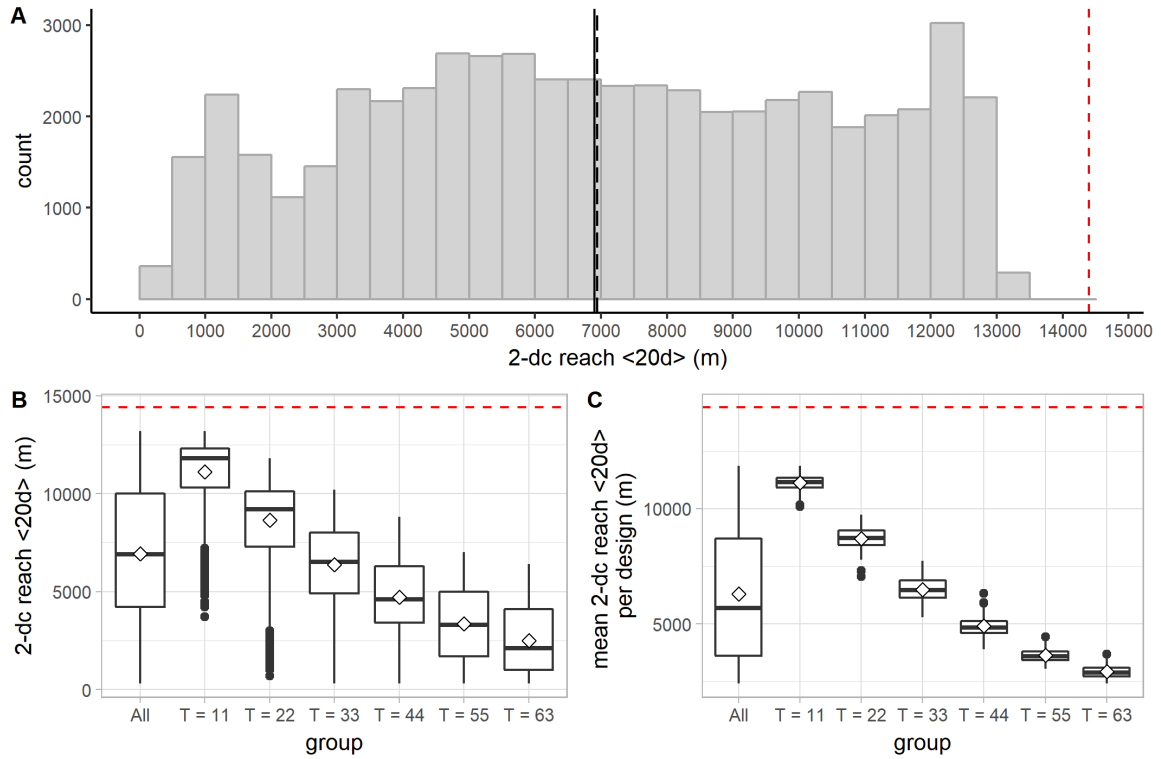 A
count
3000
2000
1000
0
0 1000 2000 3000 4000 5000 6000 7000 8000 9000 10000 11000 12000 13000 14000 15000
2-dc reach <20d> (m)
B
2-dc reach <20d> (m)
15000
10000
5000
0
All T = 11 T = 22 T = 33 T = 44 T = 55 T = 63
group
C
mean 2-dc reach <20d>
per design (m)
10000
5000
All T = 11 T = 22 T = 33 T = 44 T = 55 T = 63
group